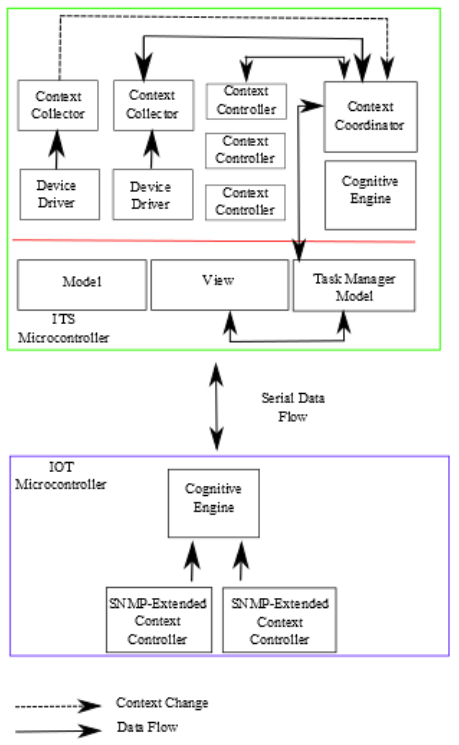 Context
Collector
Context
Collector
Context
Controller
Context
Coordinator
Context
Controller
Device
Driver
Device
Driver
Context
Controller
Cognitive
Engine
Model
View
Task Manager
Model
ITS
Microcontroller
Serial Data
Flow
IOT
Microcontroller
Cognitive
Engine
SNMP-Extended
Context
Controller
SNMP-Extended
Context
Controller
Context Change
Data Flow